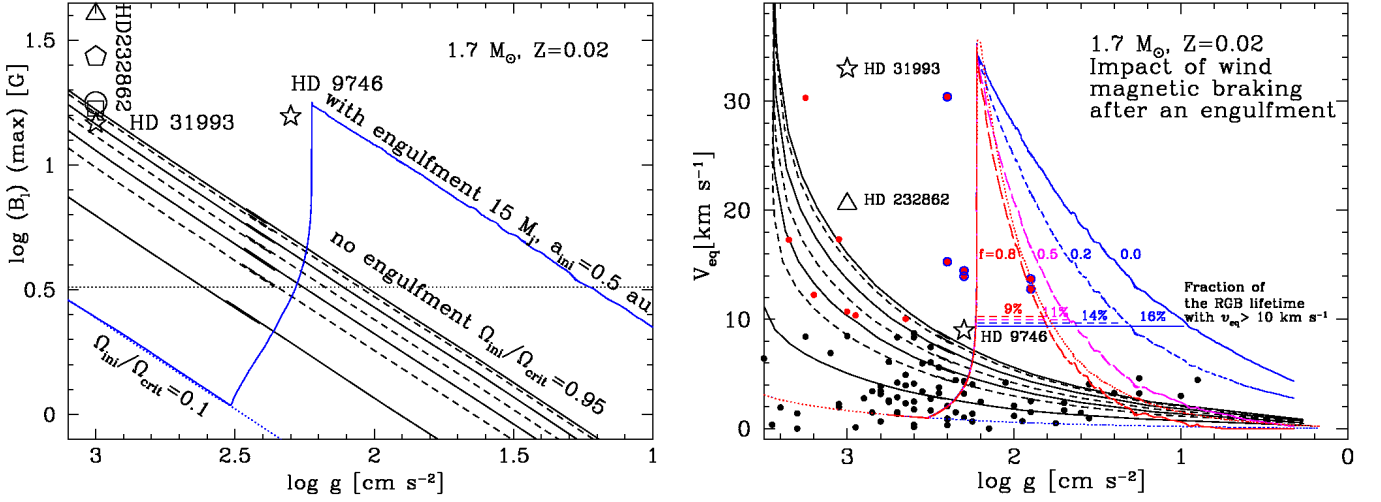 1.7 M⊙, Z=0.02
HD232862
HD 9746
HD 31993
with engulfment 15 MJ, aini=0.5 au
no engulfment Ωini/Ωcrit=0.95
Ωini/Ωcrit=0.1
log (Bl) (max) [G]
1.5
1
0.5
0
3
2.5
2
1.5
1
log g [cm s−2]
1.7 M⊙, Z=0.02
Impact of wind
magnetic braking
after an engulfment
HD 31993
HD 232862
f=0.8
0.5
0.2
0.0
Fraction of
the RGB lifetime
with veq> 10 km s−1
9%
1%
14%
16%
HD 9746
Veq[km s−1]
30
20
10
0
3
2
1
0
log g [cm s−2]